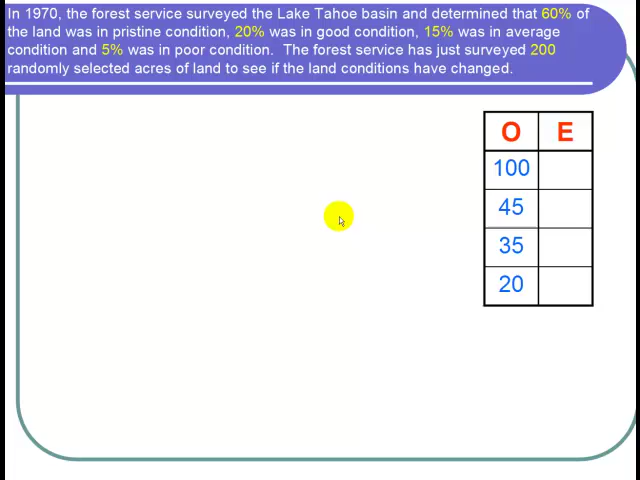 In 1970, the forest service surveyed the Lake Tahoe basin and determined that 60% of
the land was in pristine condition, 20% was in good condition, 15% was in average
condition and 5% was in poor condition.  The forest service has just surveyed 200
randomly selected acres of land to see if the land conditions have changed.
O E
100
45
35
20